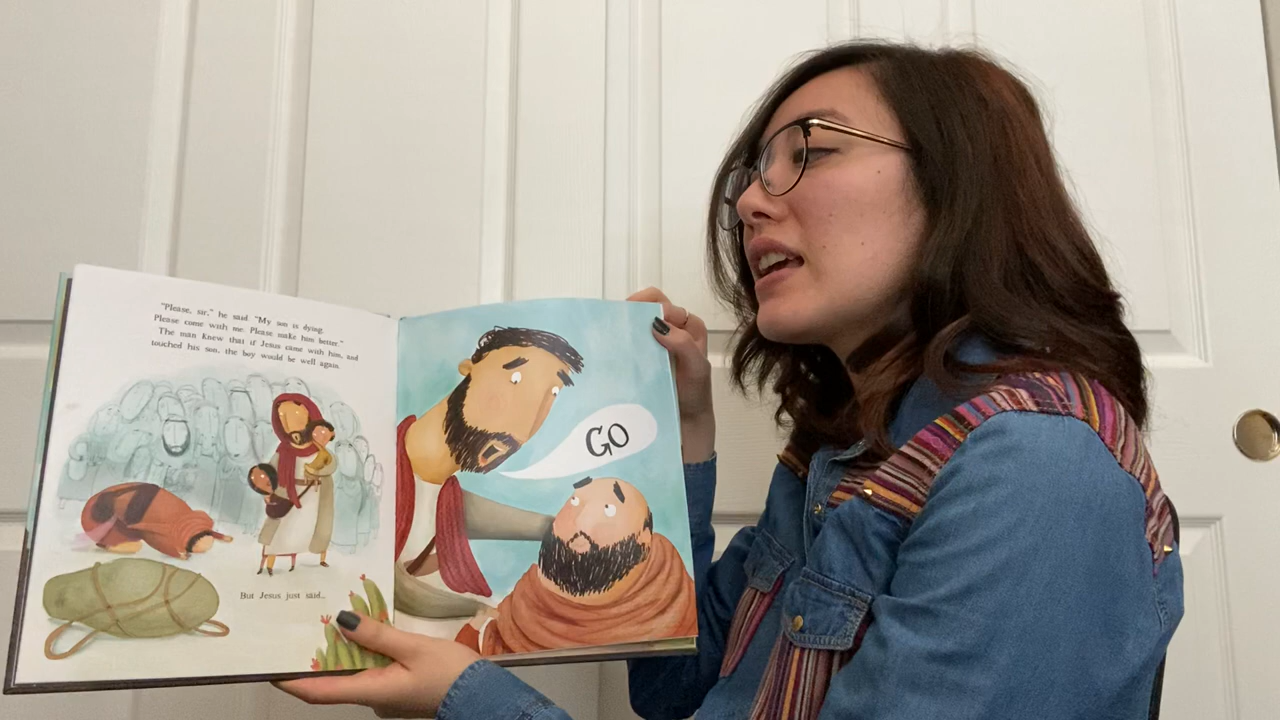 "Please, sir," he said. "My son is dying.
Please come with me. Please make him better."
The man knew that if Jesus came with him, and
touched his son, the boy would be well again.
But Jesus just said...
GO